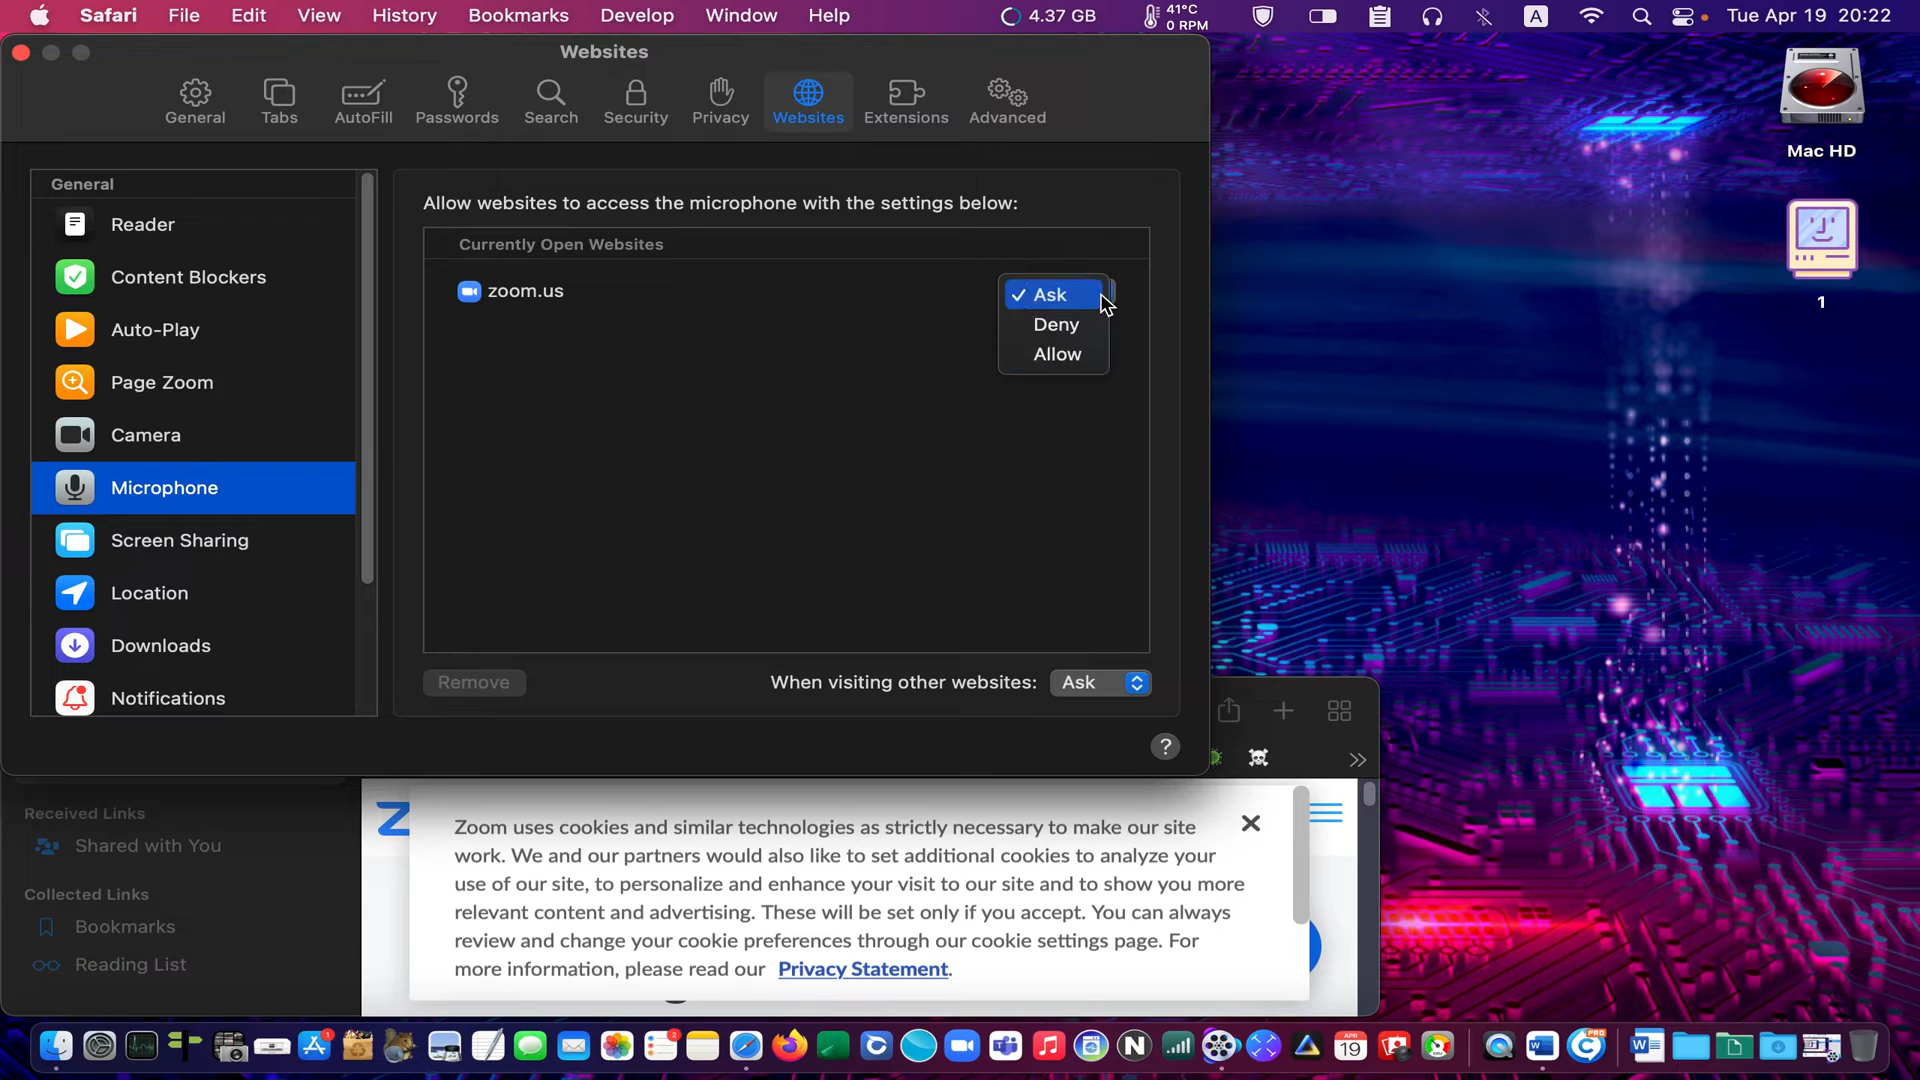 Safari File Edit View History Bookmarks Develop Window Help 4.37 GB 41°C 0 RPM A Tue Apr 19 20:22
Websites
General Tabs AutoFill Passwords Search Security Privacy Websites Extensions Advanced
General
Reader
Content Blockers
Auto-Play
Page Zoom
Camera
Microphone
Screen Sharing
Location
Downloads
Notifications
Allow websites to access the microphone with the settings below:
Currently Open Websites
zoom.us
Ask
Deny
Allow
Remove When visiting other websites: Ask
?
Mac HD
1
Received Links
Shared with You
Collected Links
Bookmarks
Reading List
Zoom uses cookies and similar technologies as strictly necessary to make our site
work. We and our partners would also like to set additional cookies to analyze your
use of our site, to personalize and enhance your visit to our site and to show you more
relevant content and advertising. These will be set only if you accept. You can always
review and change your cookie preferences through our cookie settings page. For
more information, please read our Privacy Statement.
1 2 N APR 19 PRO